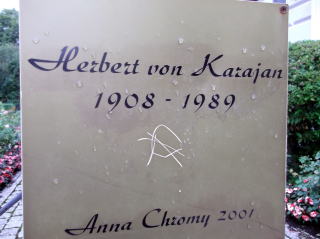 Herbert von Karajan
1908 - 1989
Anna Chromy 2001